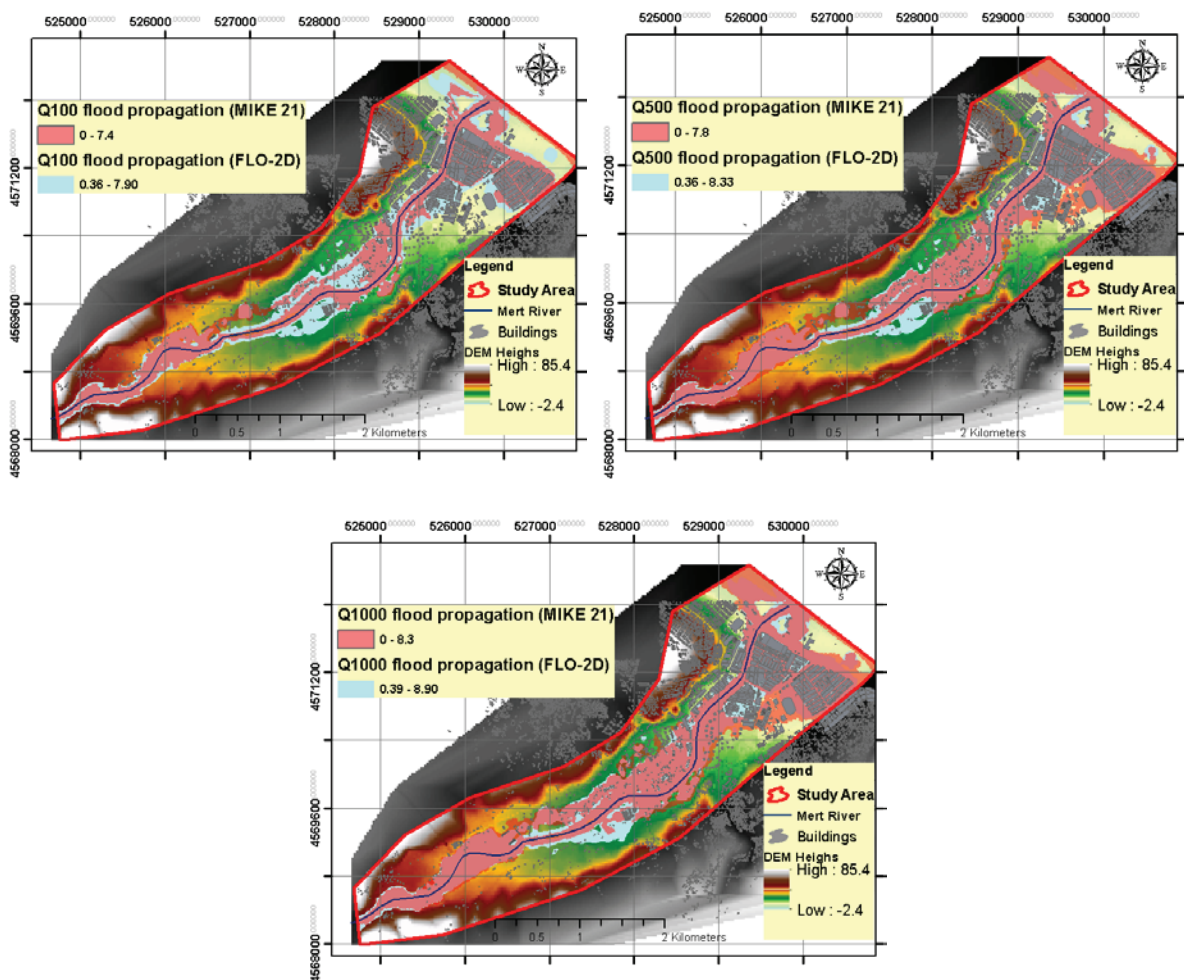 525000 526000 527000 528000 529000 530000
N
W E
S
Q100 flood propagation (MIKE 21)
0 - 7.4
Q100 flood propagation (FLO-2D)
0.36 - 7.90
4571200
4569600
4568000
Legend
Study Area
Mert River
Buildings
DEM Heighs
High : 85.4
Low : -2.4
0 0.5 1 2 Kilometers
525000 526000 527000 528000 529000 530000
N
W E
S
Q500 flood propagation (MIKE 21)
0 - 7.8
Q500 flood propagation (FLO-2D)
0.36 - 8.33
4571200
4569600
4568000
Legend
Study Area
Mert River
Buildings
DEM Heighs
High : 85.4
Low : -2.4
0 0.5 1 2 Kilometers
525000 526000 527000 528000 529000 530000
N
W E
S
Q1000 flood propagation (MIKE 21)
0 - 8.3
Q1000 flood propagation (FLO-2D)
0.39 - 8.90
4571200
4569600
4568000
Legend
Study Area
Mert River
Buildings
DEM Heighs
High : 85.4
Low : -2.4
0 0.5 1 2 Kilometers